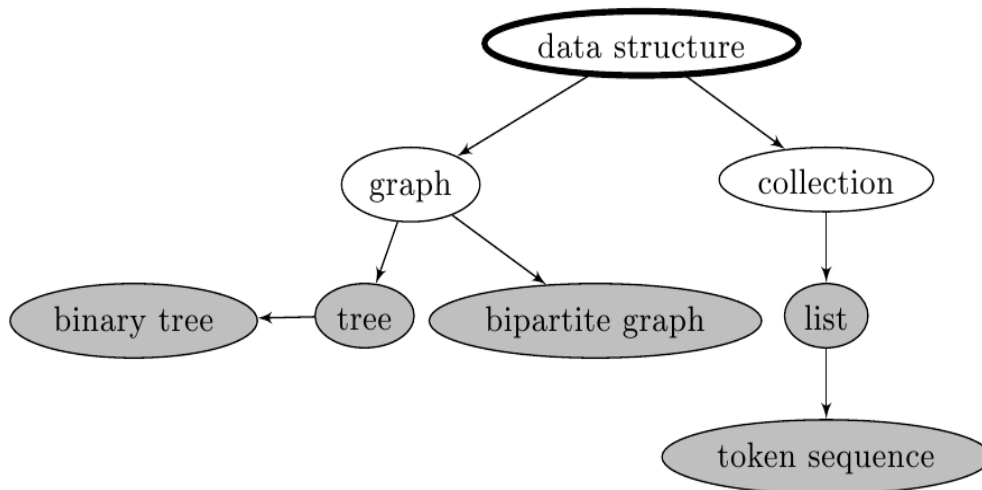 data structure
graph
collection
binary tree
tree
bipartite graph
list
token sequence